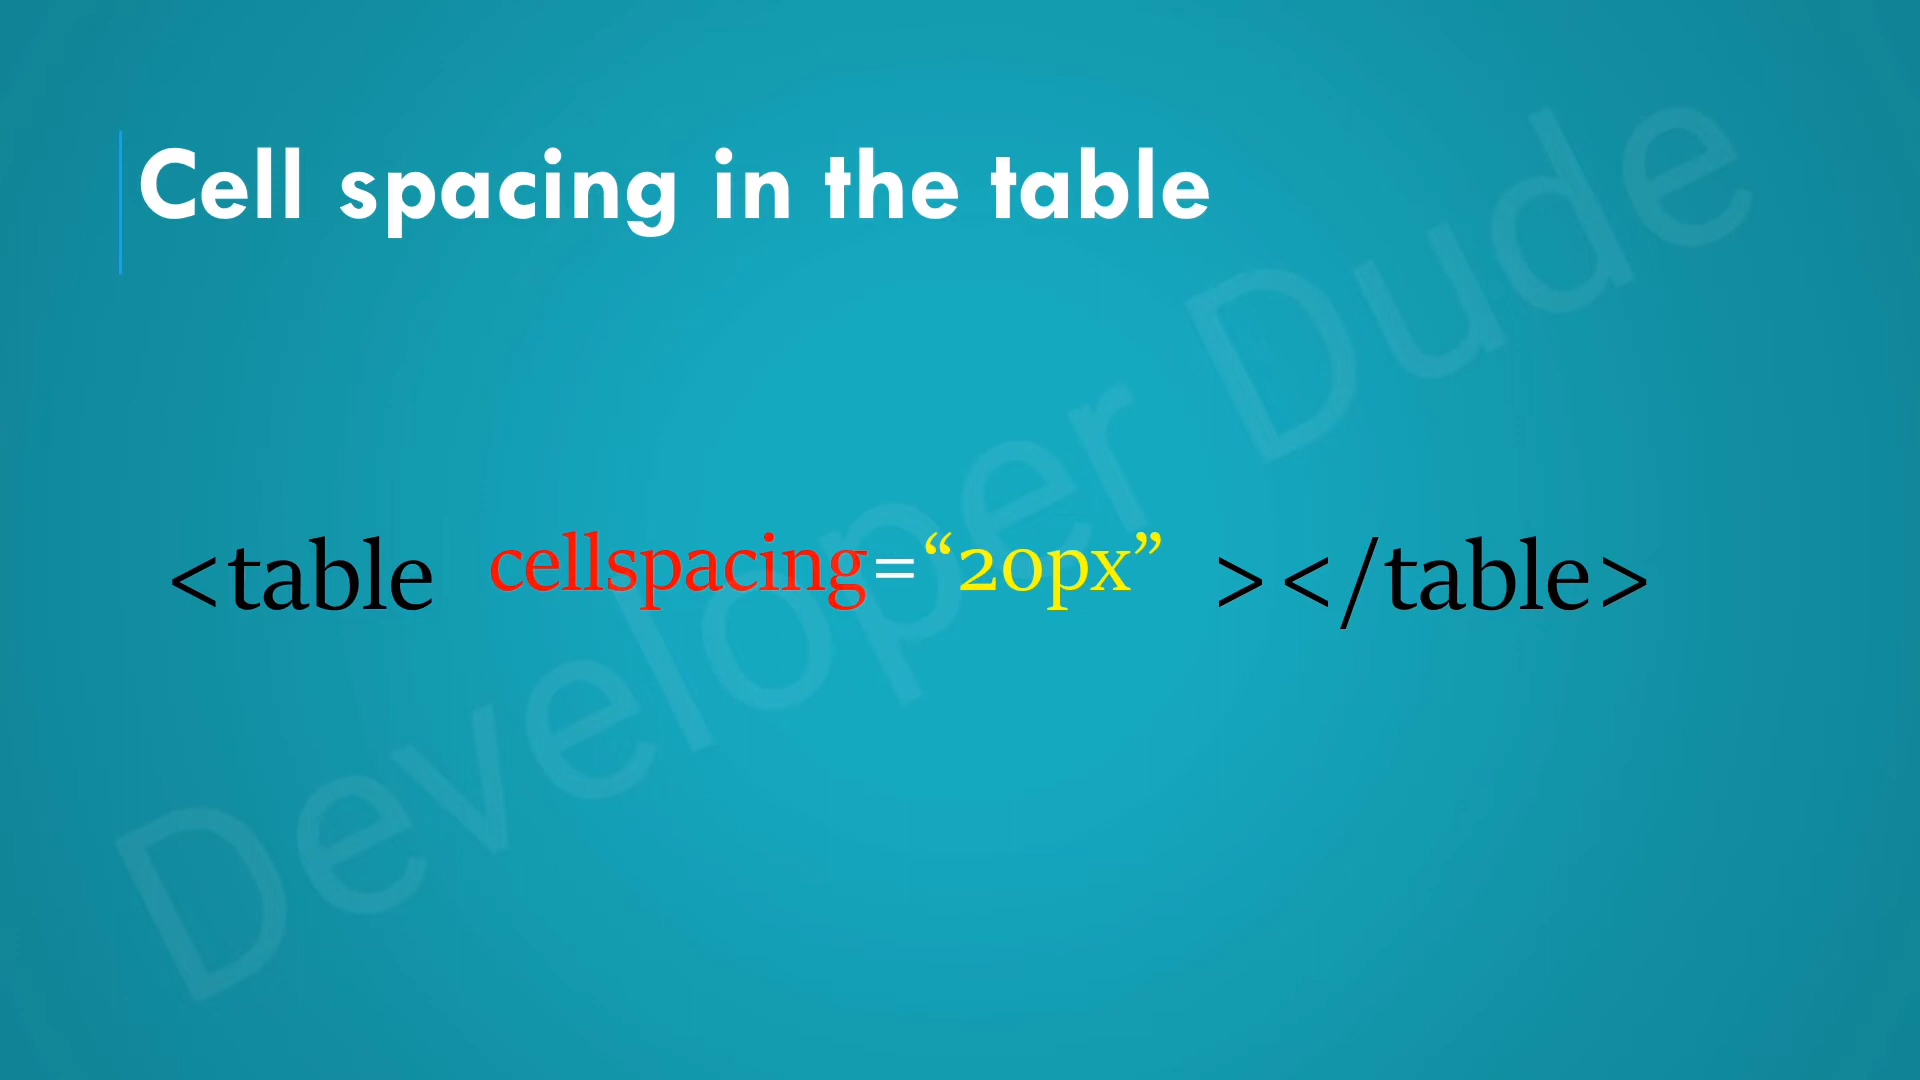 Cell spacing in the table
<table cellspacing=“20px” ></table>
Developer Dude